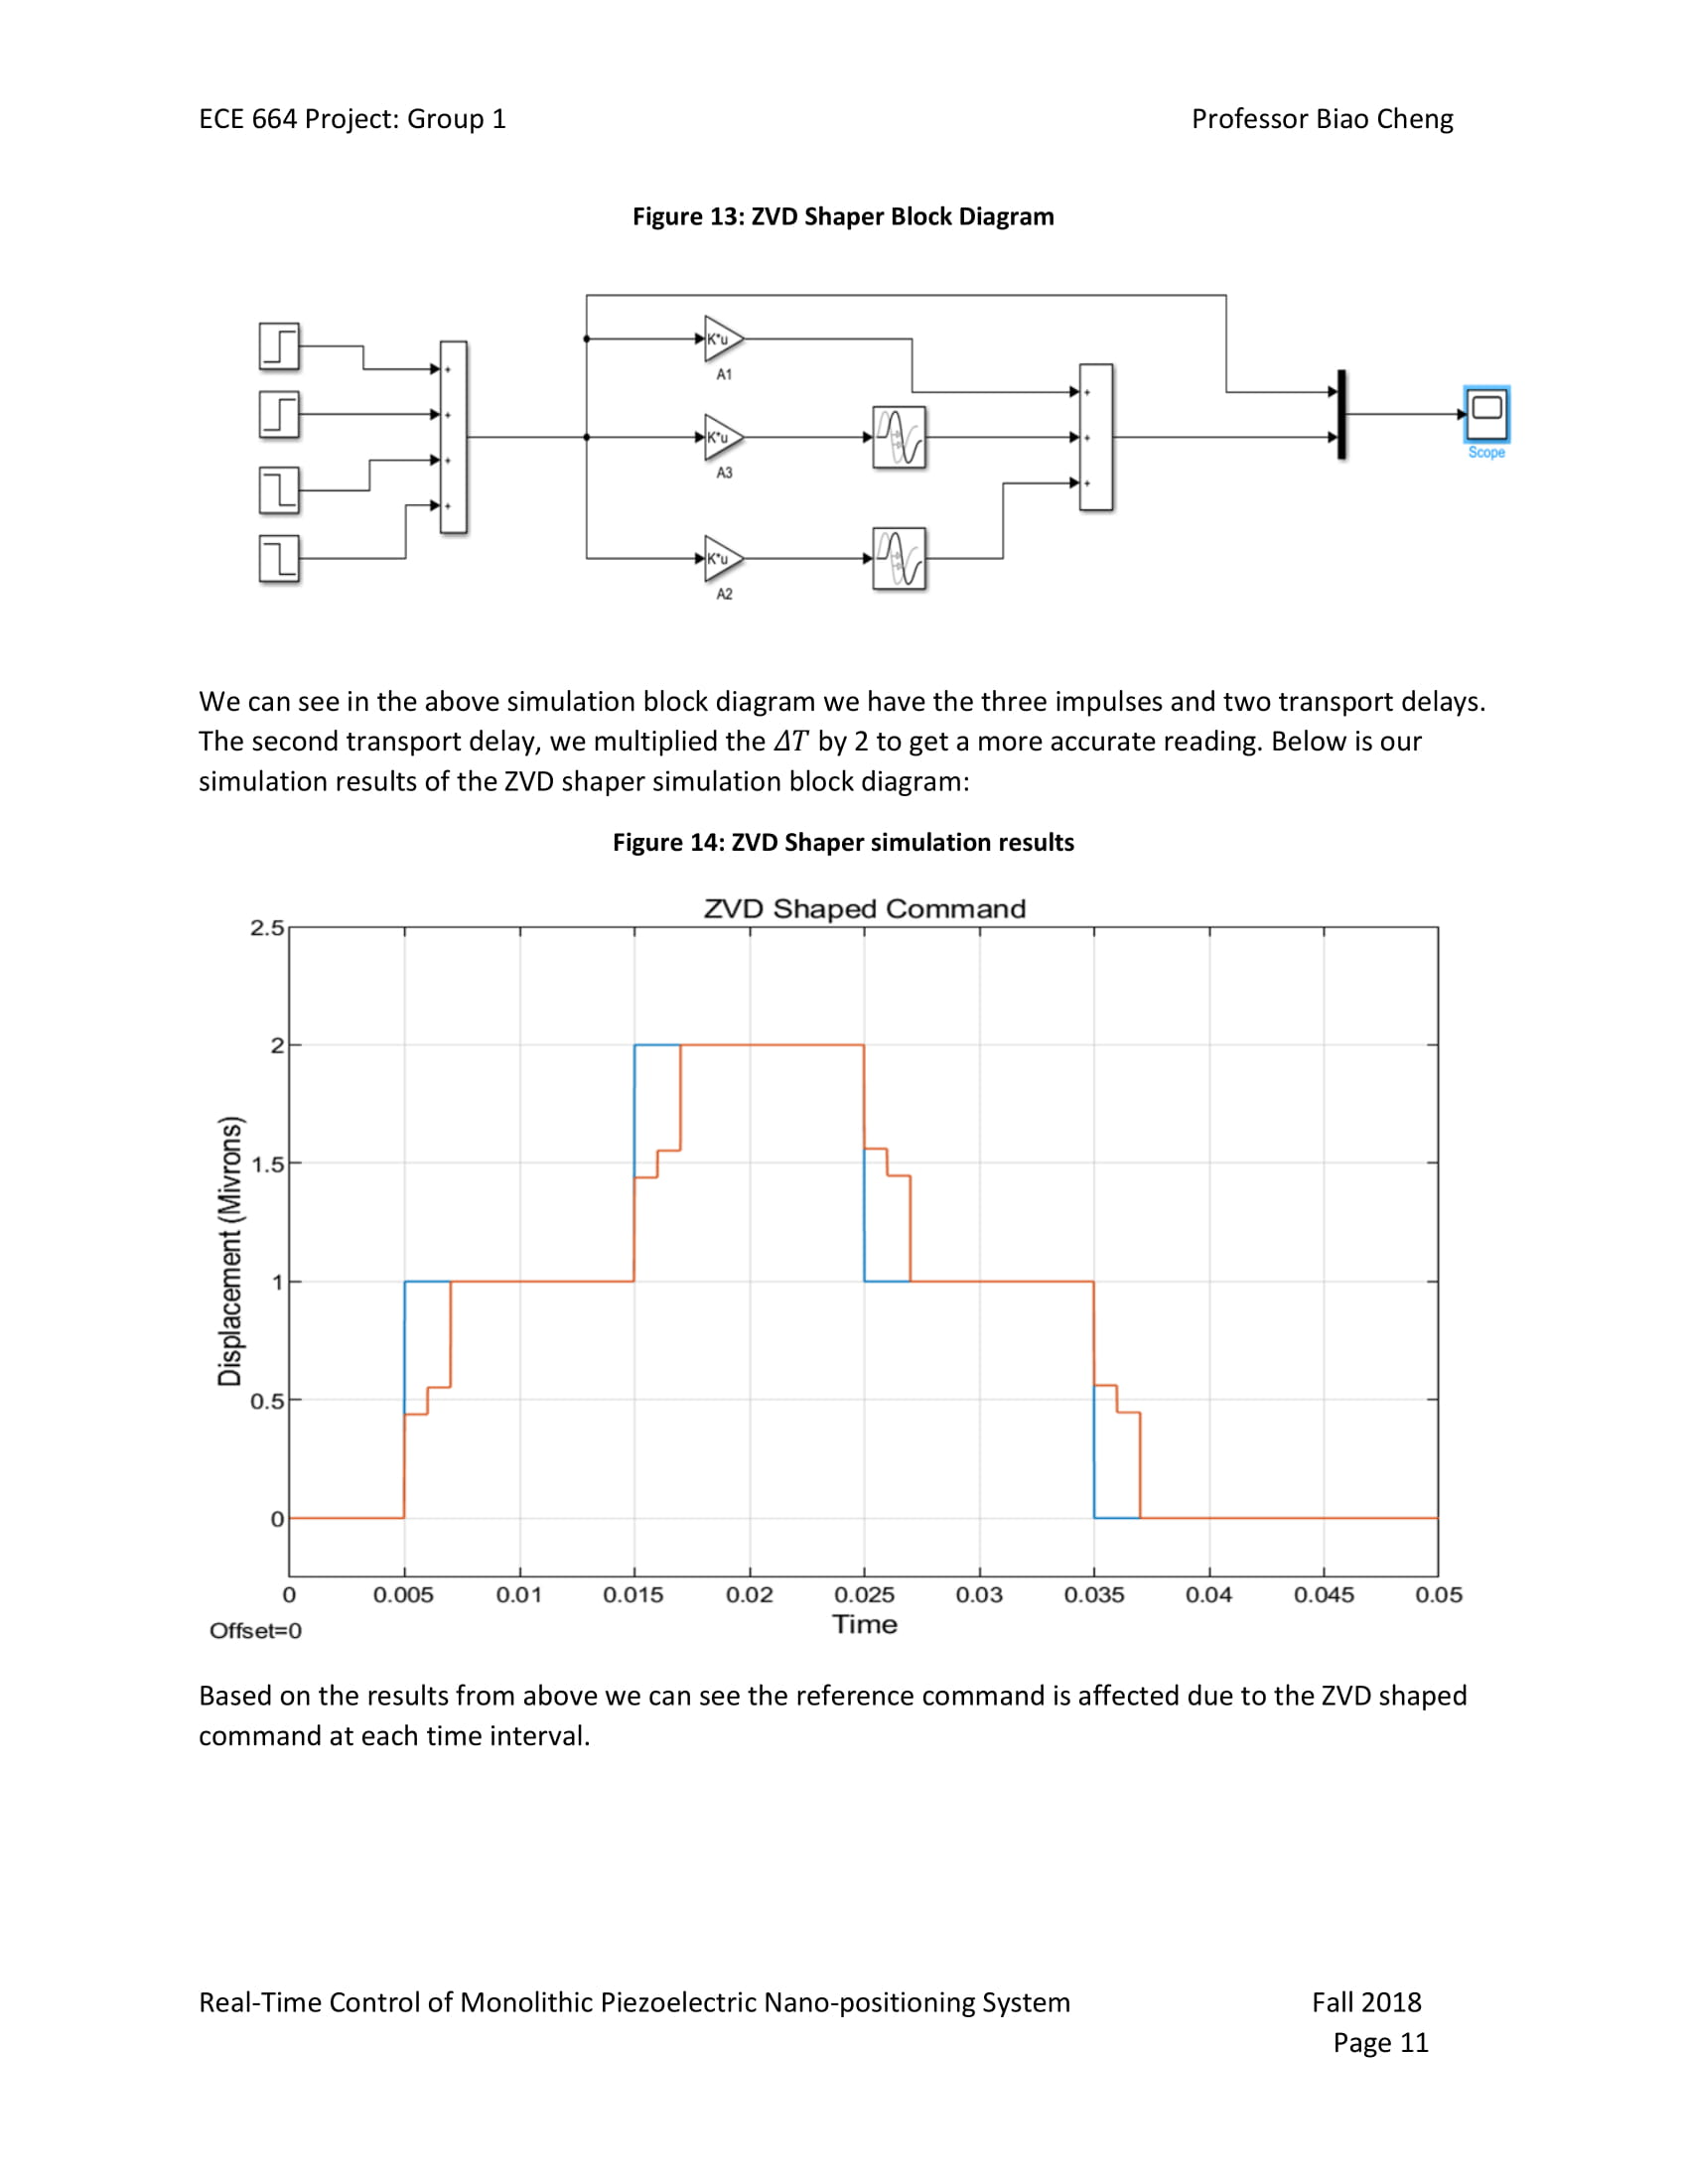 ECE 664 Project: Group 1 Professor Biao Cheng
Figure 13: ZVD Shaper Block Diagram
K*u
A1
K*u
A3
K*u
A2
Scope
We can see in the above simulation block diagram we have the three impulses and two transport delays.
The second transport delay, we multiplied the ΔT by 2 to get a more accurate reading. Below is our
simulation results of the ZVD shaper simulation block diagram:
Figure 14: ZVD Shaper simulation results
ZVD Shaped Command
2.5
2
1.5
1
0.5
0
Displacement (Mivrons)
0 0.005 0.01 0.015 0.02 0.025 0.03 0.035 0.04 0.045 0.05
Time
Offset=0
Based on the results from above we can see the reference command is affected due to the ZVD shaped
command at each time interval.
Real-Time Control of Monolithic Piezoelectric Nano-positioning System Fall 2018
Page 11